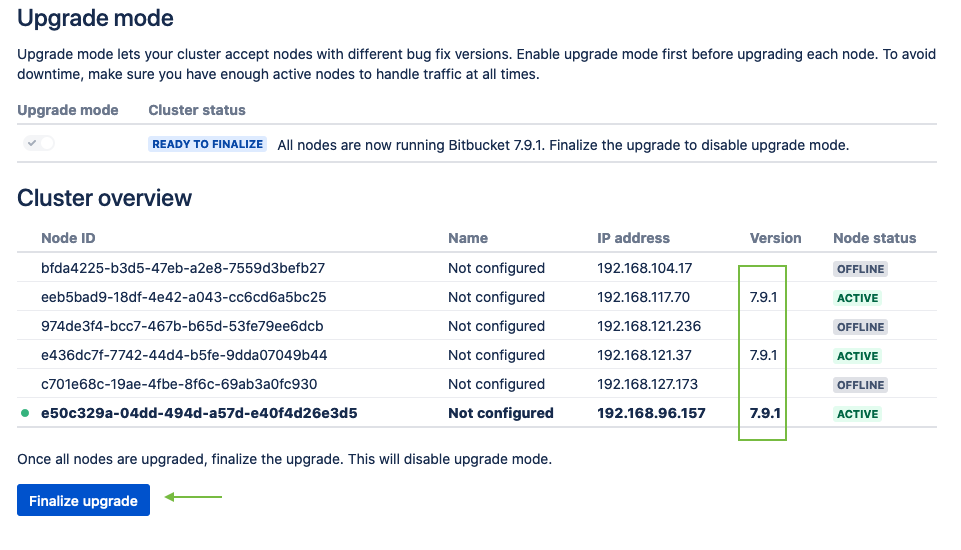 Upgrade mode
Upgrade mode lets your cluster accept nodes with different bug fix versions. Enable upgrade mode first before upgrading each node. To avoid
downtime, make sure you have enough active nodes to handle traffic at all times.
Upgrade mode Cluster status
READY TO FINALIZE All nodes are now running Bitbucket 7.9.1. Finalize the upgrade to disable upgrade mode.
Cluster overview
Node ID Name IP address Version Node status
bfda4225-b3d5-47eb-a2e8-7559d3befb27 Not configured 192.168.104.17 OFFLINE
eeb5bad9-18df-4e42-a043-cc6cd6a5bc25 Not configured 192.168.117.70 7.9.1 ACTIVE
974de3f4-bcc7-467b-b65d-53fe79ee6dcb Not configured 192.168.121.236 OFFLINE
e436dc7f-7742-44d4-b5fe-9dda07049b44 Not configured 192.168.121.37 7.9.1 ACTIVE
c701e68c-19ae-4fbe-8f6c-69ab3a0fc930 Not configured 192.168.127.173 OFFLINE
e50c329a-04dd-494d-a57d-e40f4d26e3d5 Not configured 192.168.96.157 7.9.1 ACTIVE
Once all nodes are upgraded, finalize the upgrade. This will disable upgrade mode.
Finalize upgrade